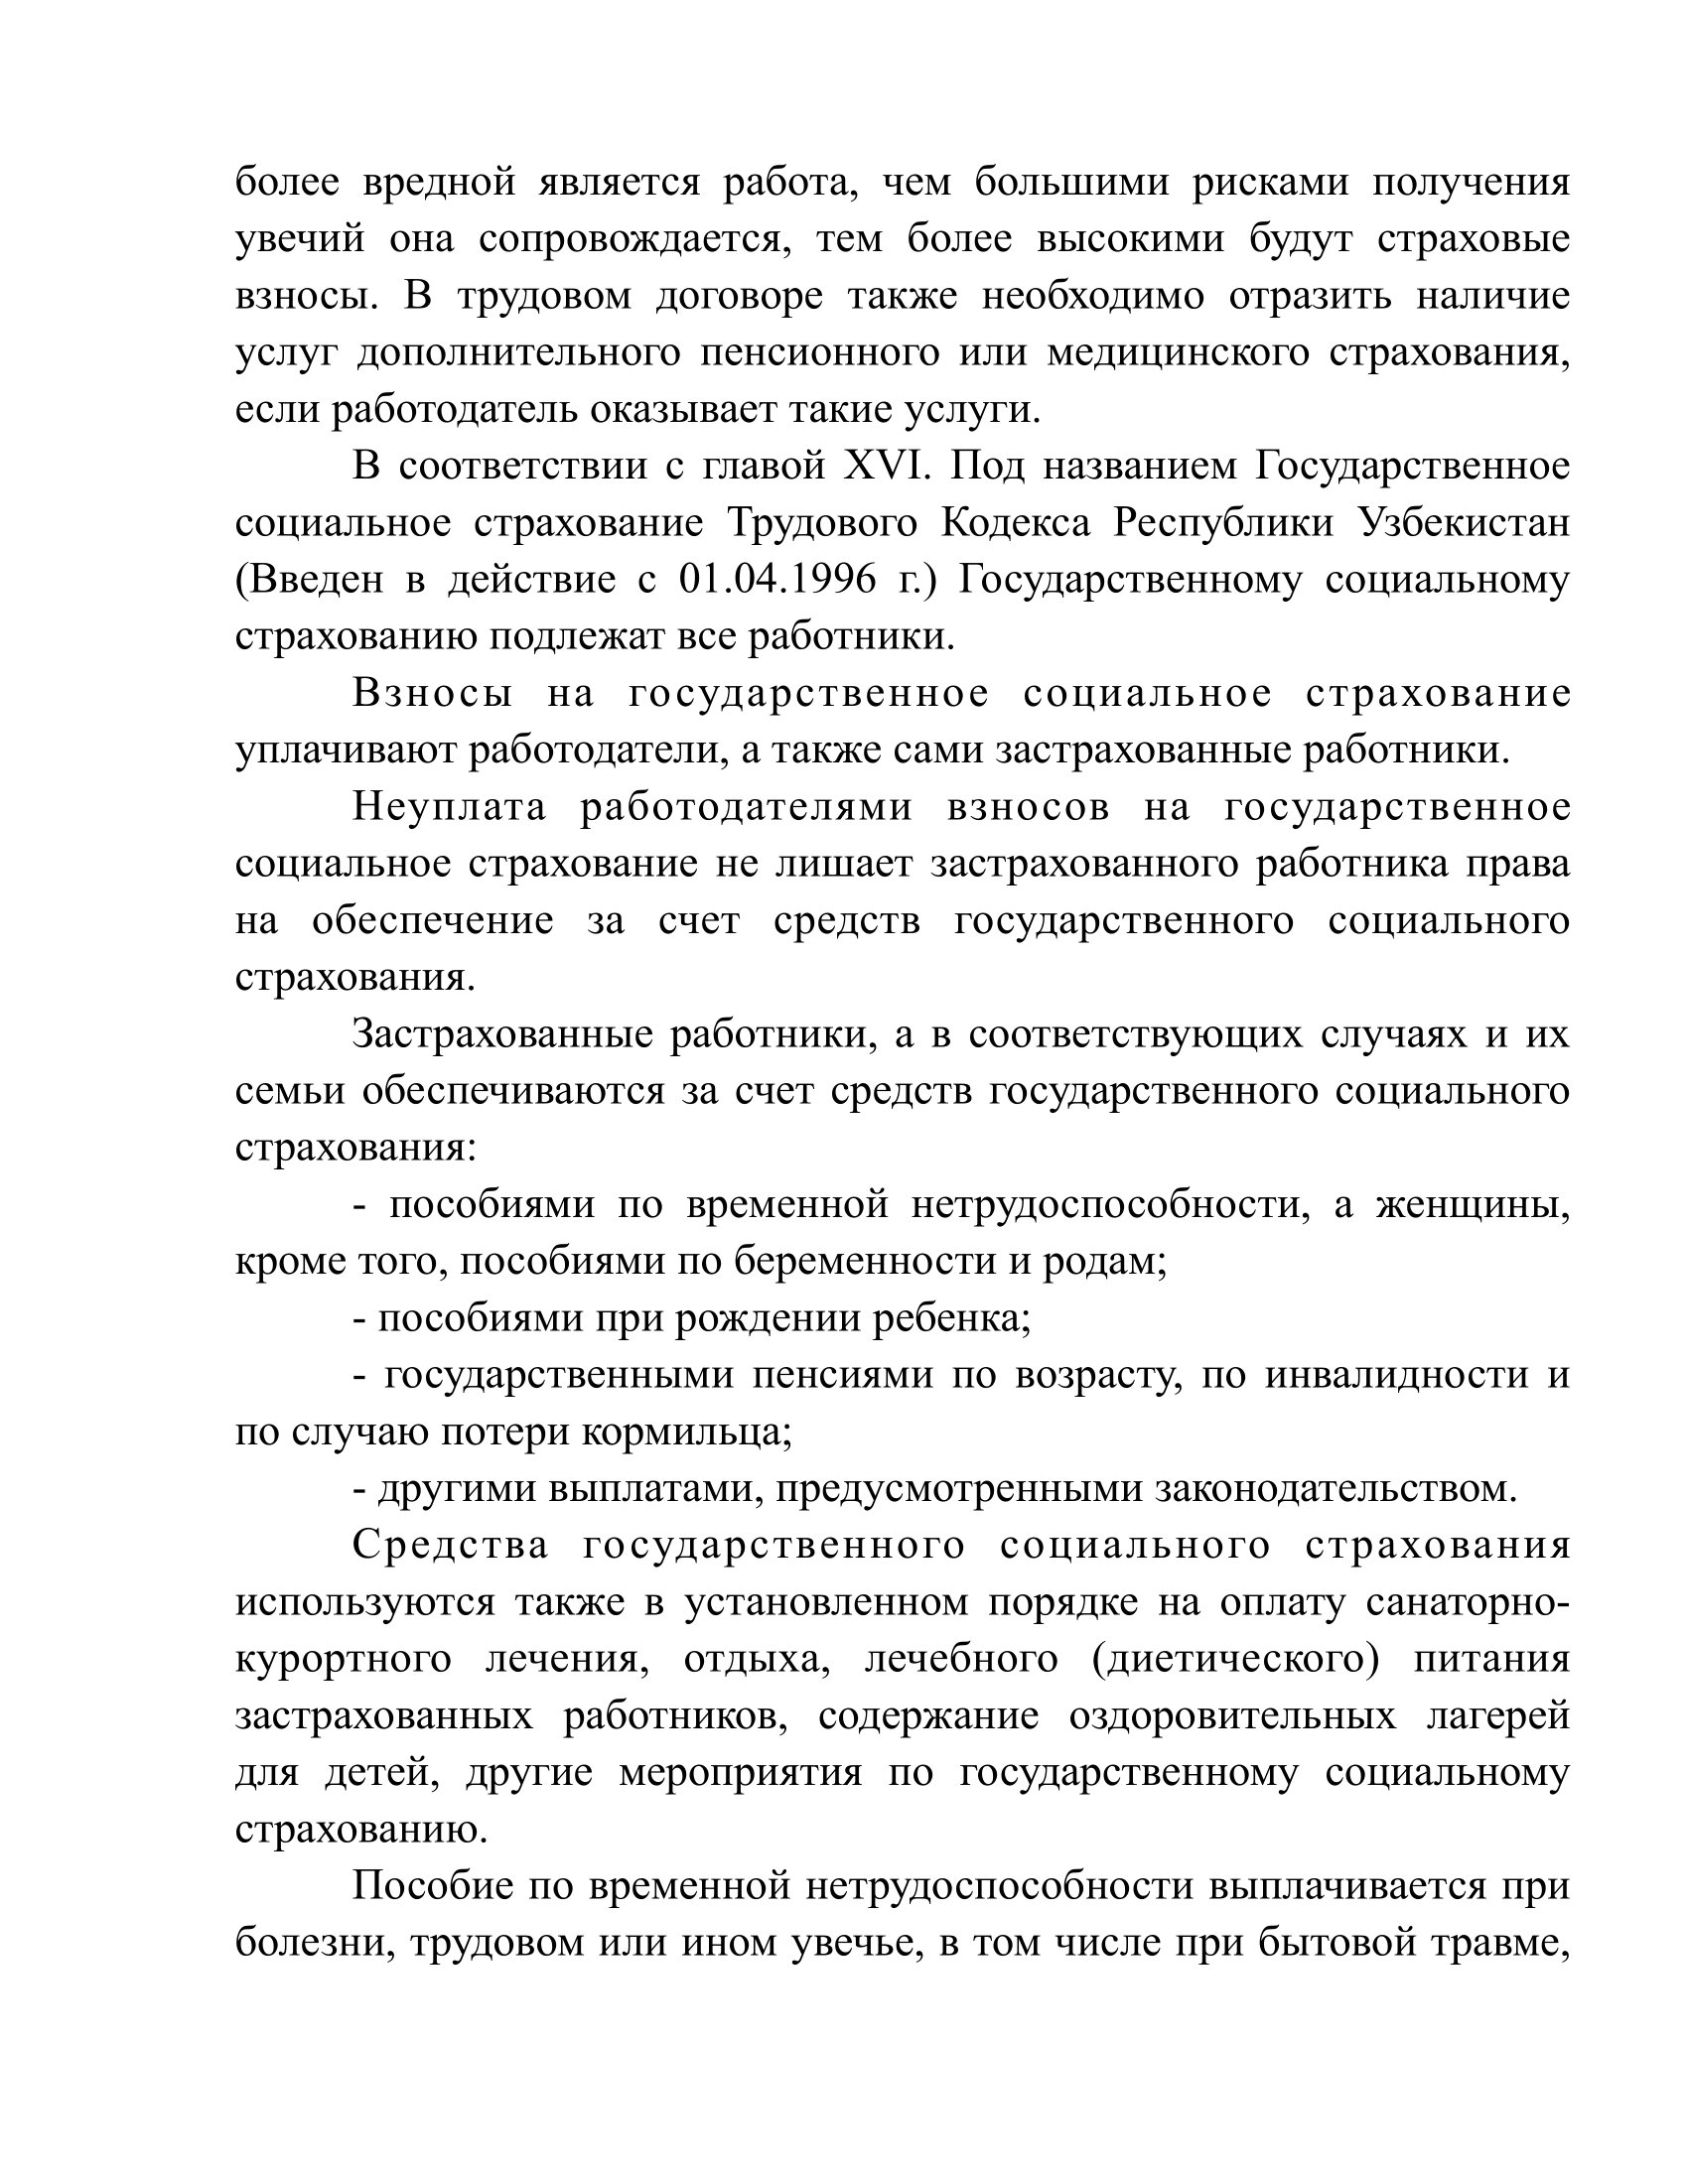 более вредной является работа, чем большими рисками получения
увечий она сопровождается, тем более высокими будут страховые
взносы. В трудовом договоре также необходимо отразить наличие
услуг дополнительного пенсионного или медицинского страхования,
если работодатель оказывает такие услуги.
В соответствии с главой XVI. Под названием Государственное
социальное страхование Трудового Кодекса Республики Узбекистан
(Введен в действие с 01.04.1996 г.) Государственному социальному
страхованию подлежат все работники.
Взносы на государственное социальное страхование
уплачивают работодатели, а также сами застрахованные работники.
Неуплата работодателями взносов на государственное
социальное страхование не лишает застрахованного работника права
на обеспечение за счет средств государственного социального
страхования.
Застрахованные работники, а в соответствующих случаях и их
семьи обеспечиваются за счет средств государственного социального
страхования:
- пособиями по временной нетрудоспособности, а женщины,
кроме того, пособиями по беременности и родам;
- пособиями при рождении ребенка;
- государственными пенсиями по возрасту, по инвалидности и
по случаю потери кормильца;
- другими выплатами, предусмотренными законодательством.
Средства государственного социального страхования
используются также в установленном порядке на оплату санаторно-
курортного лечения, отдыха, лечебного (диетического) питания
застрахованных работников, содержание оздоровительных лагерей
для детей, другие мероприятия по государственному социальному
страхованию.
Пособие по временной нетрудоспособности выплачивается при
болезни, трудовом или ином увечье, в том числе при бытовой травме,